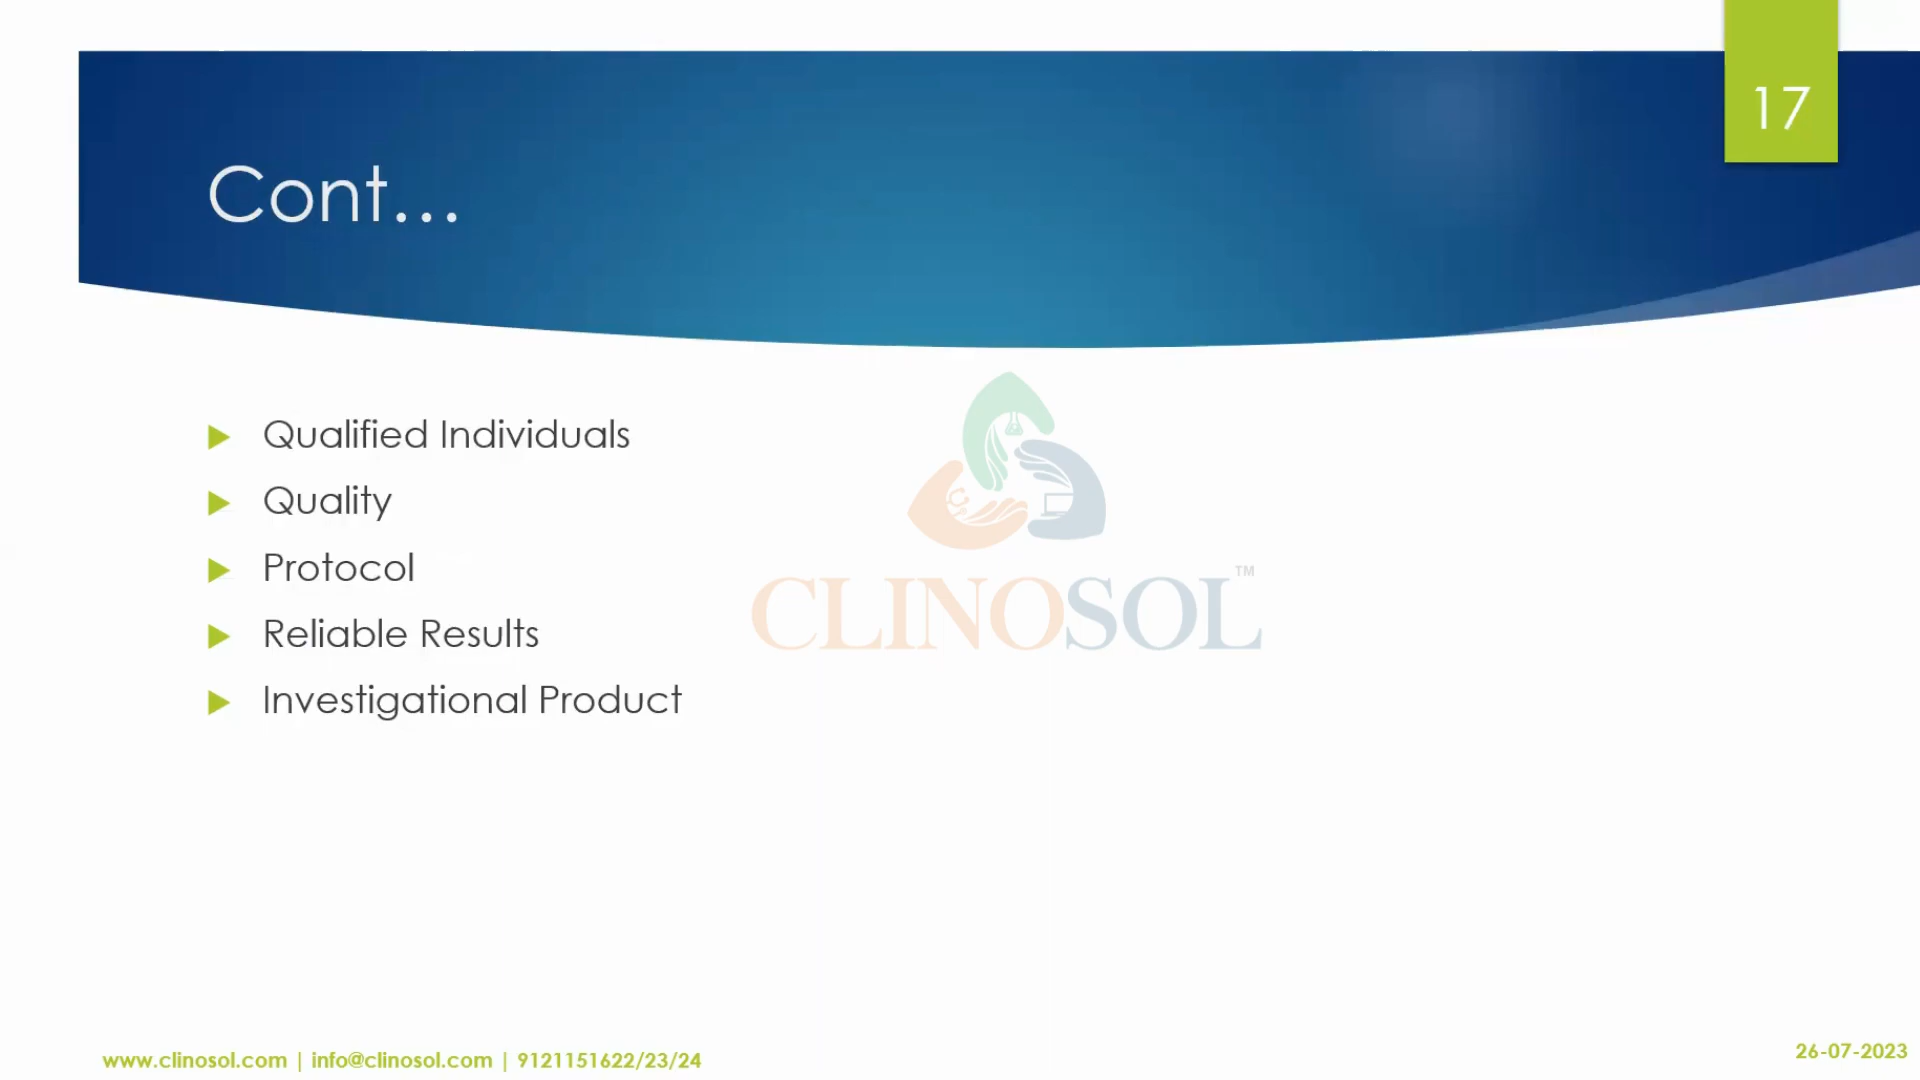 17
Cont...
Qualified Individuals
Quality
Protocol
Reliable Results
Investigational Product
CLINOSOL™
www.clinosol.com | info@clinosol.com | 9121151622/23/24
26-07-2023